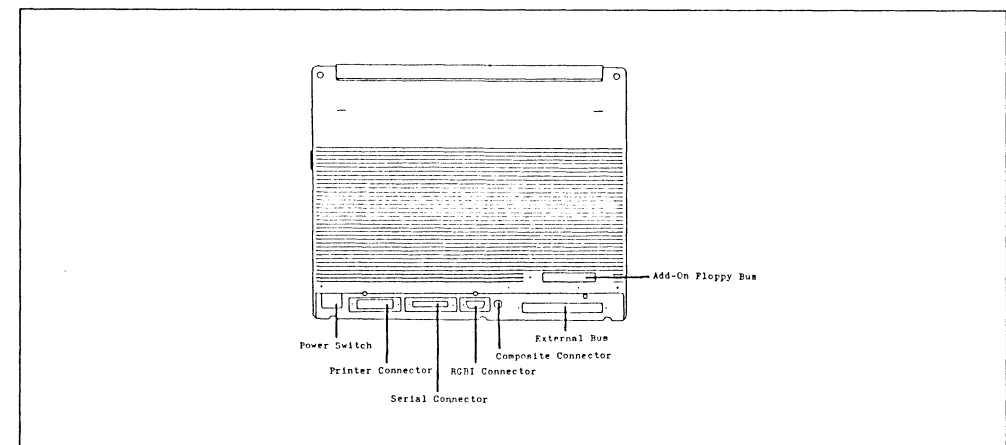 Add-On Floppy Bus
External Bus
Power Switch
Composite Connector
Printer Connector
RGBI Connector
Serial Connector